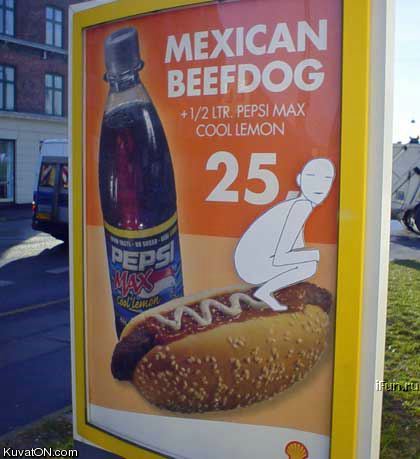 MEXICAN
BEEFDOG
+1/2 LTR. PEPSI MAX
COOL LEMON
25,
PEPSI
MAX
Cool lemon
ifun.ru
KuvatON.com